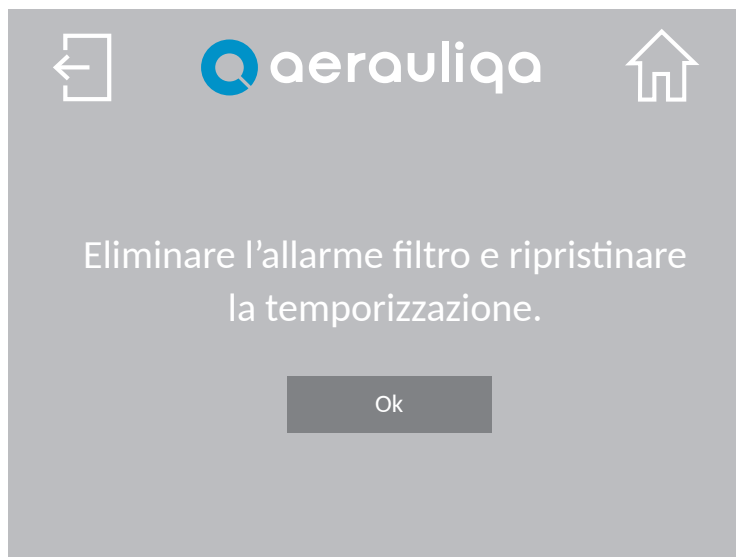 aerauliqa
Eliminare l’allarme filtro e ripristinare
la temporizzazione.
Ok